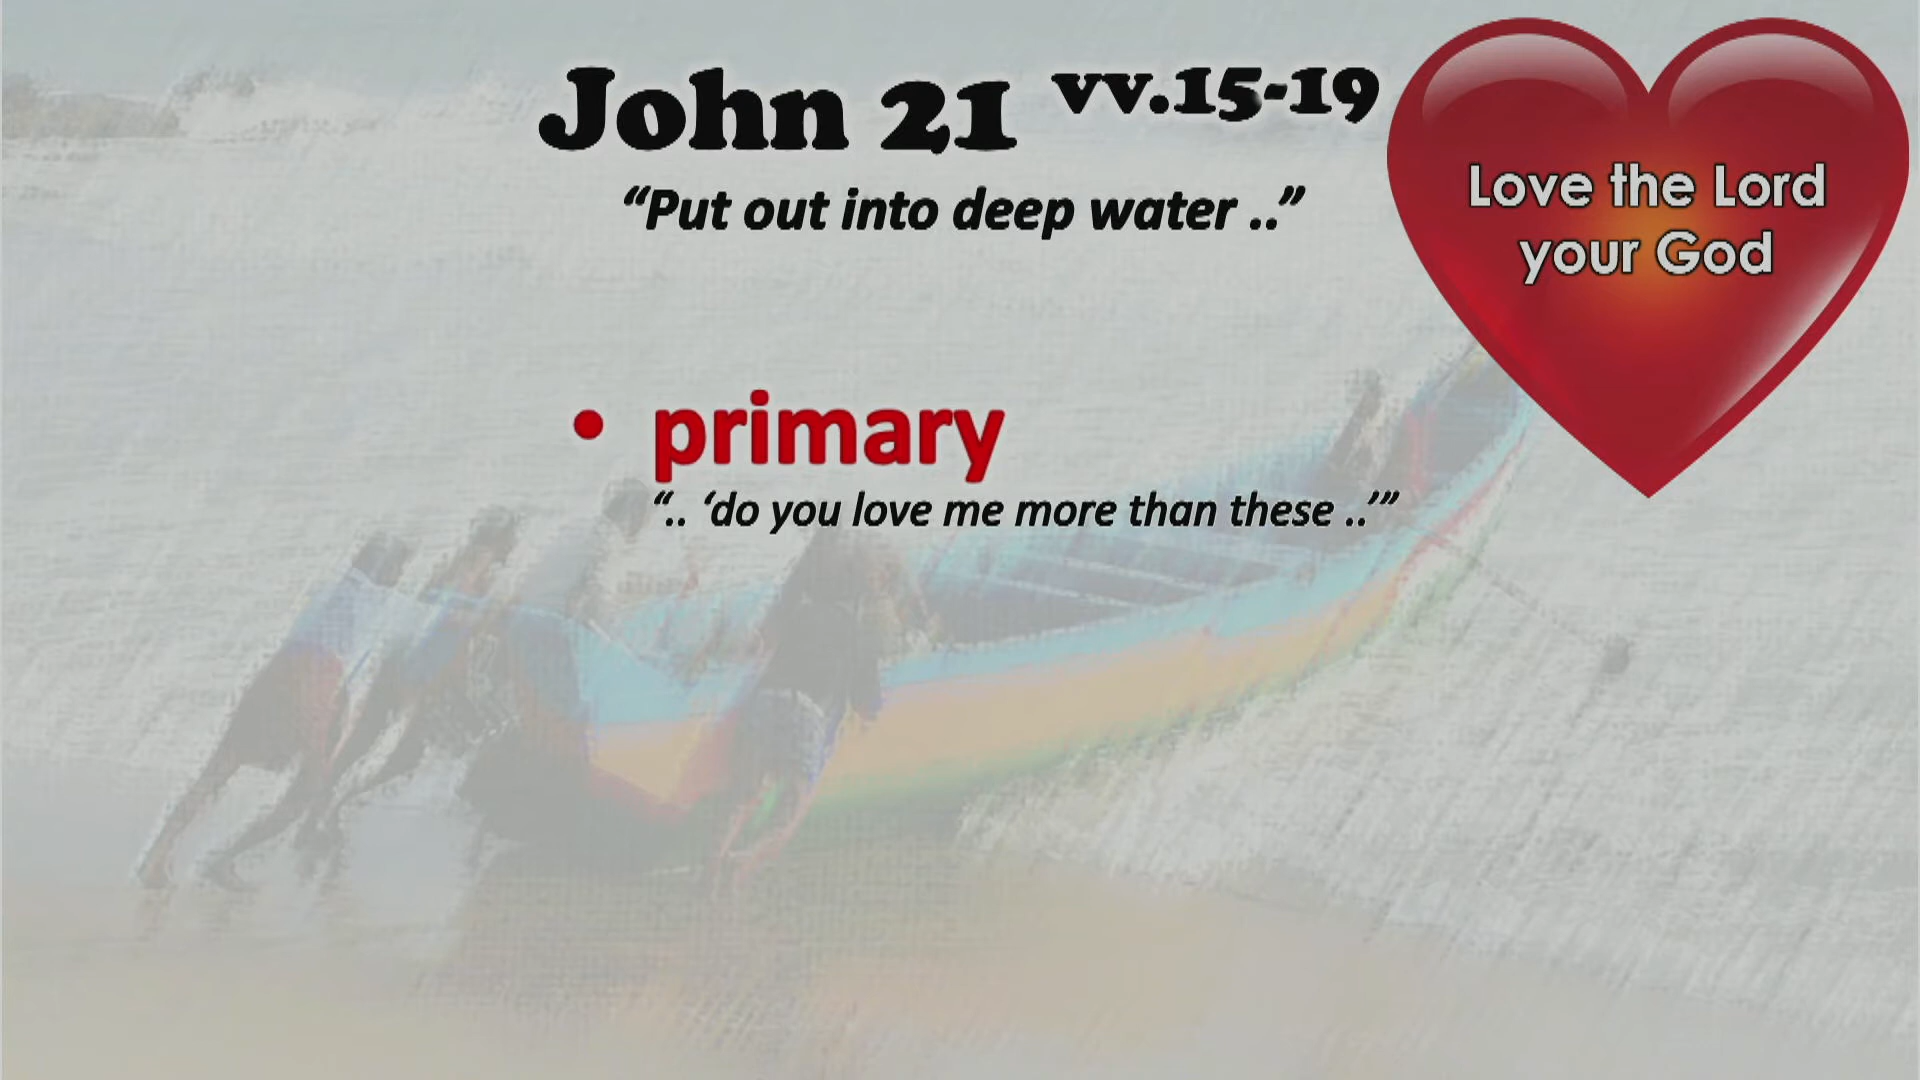 John 21 vv.15-19
“Put out into deep water ..”
Love the Lord
your God
• primary
“.. ‘do you love me more than these ..’”